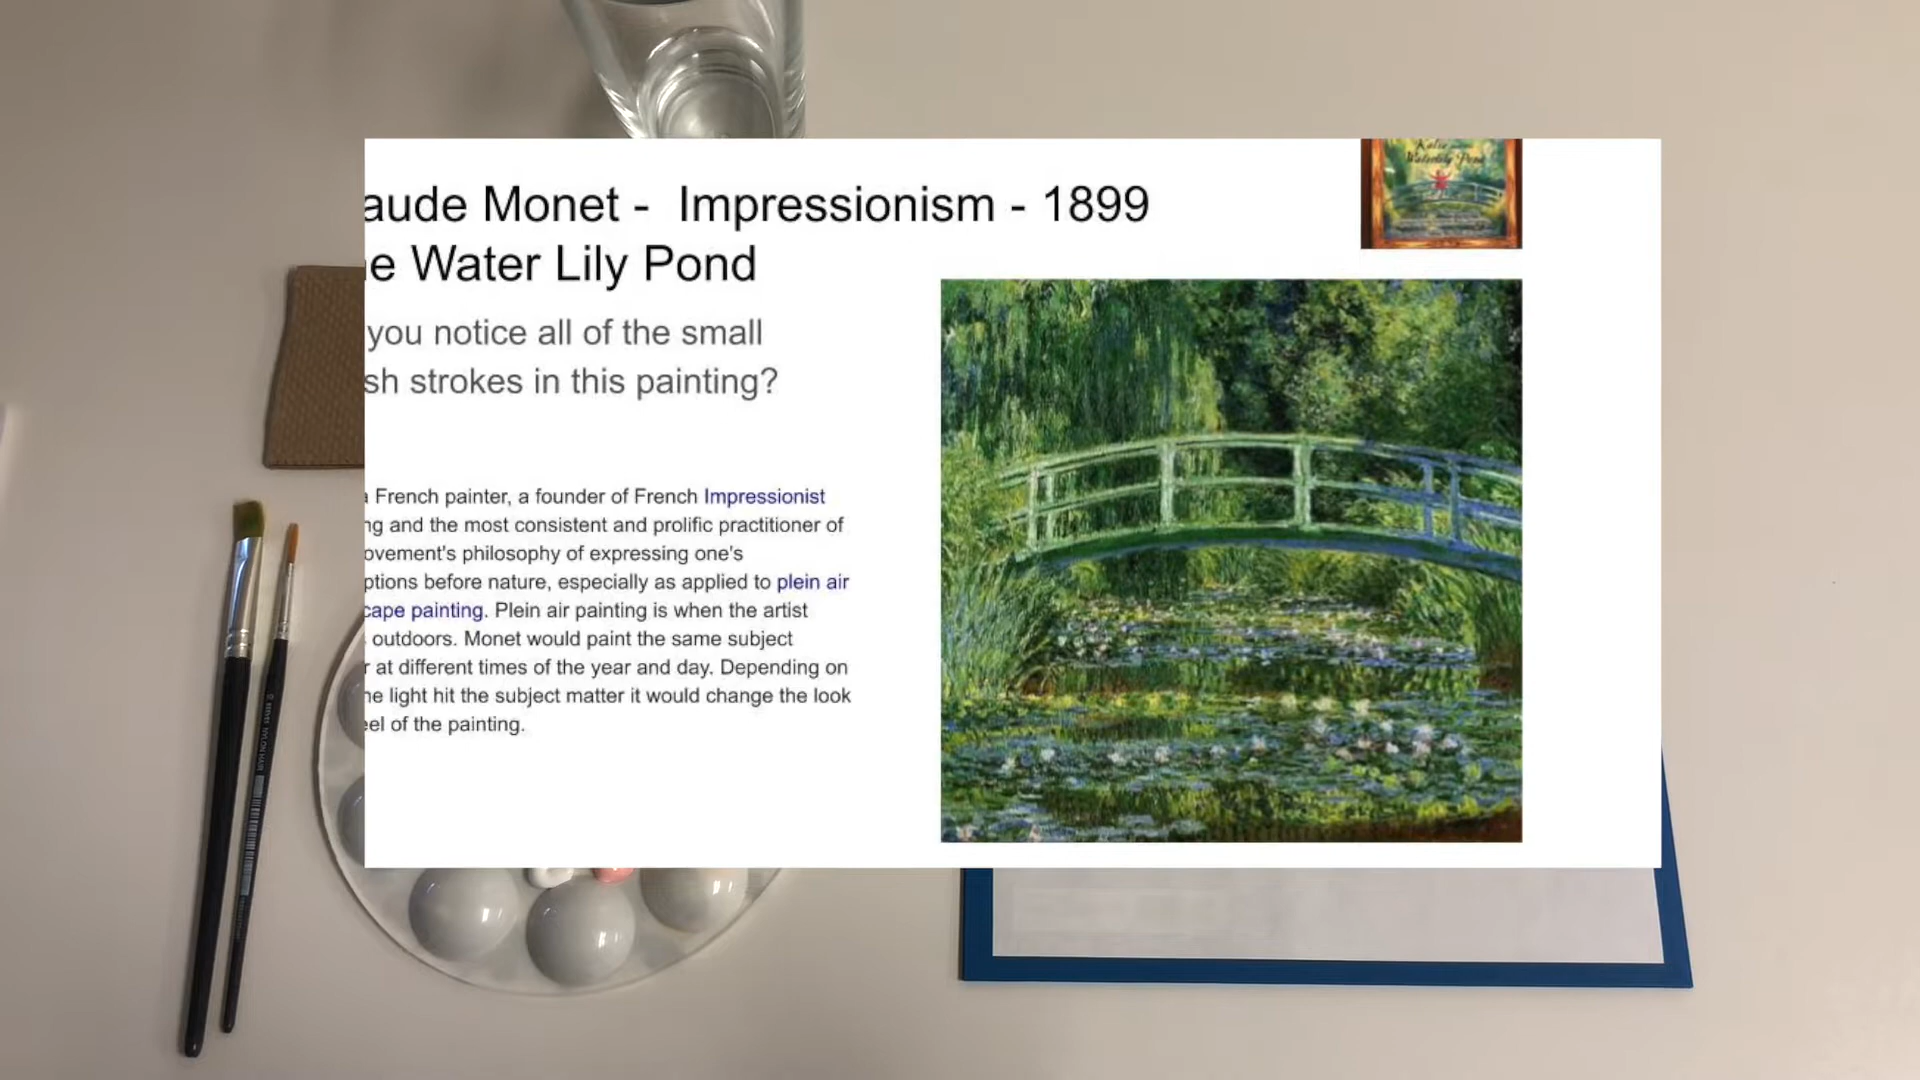 aude Monet - Impressionism - 1899
e Water Lily Pond
you notice all of the small
sh strokes in this painting?
a French painter, a founder of French Impressionist
ng and the most consistent and prolific practitioner of
ovement's philosophy of expressing one's
ptions before nature, especially as applied to plein air
cape painting. Plein air painting is when the artist
outdoors. Monet would paint the same subject
r at different times of the year and day. Depending on
he light hit the subject matter it would change the look
eel of the painting.
Katie
Waterlily Pond